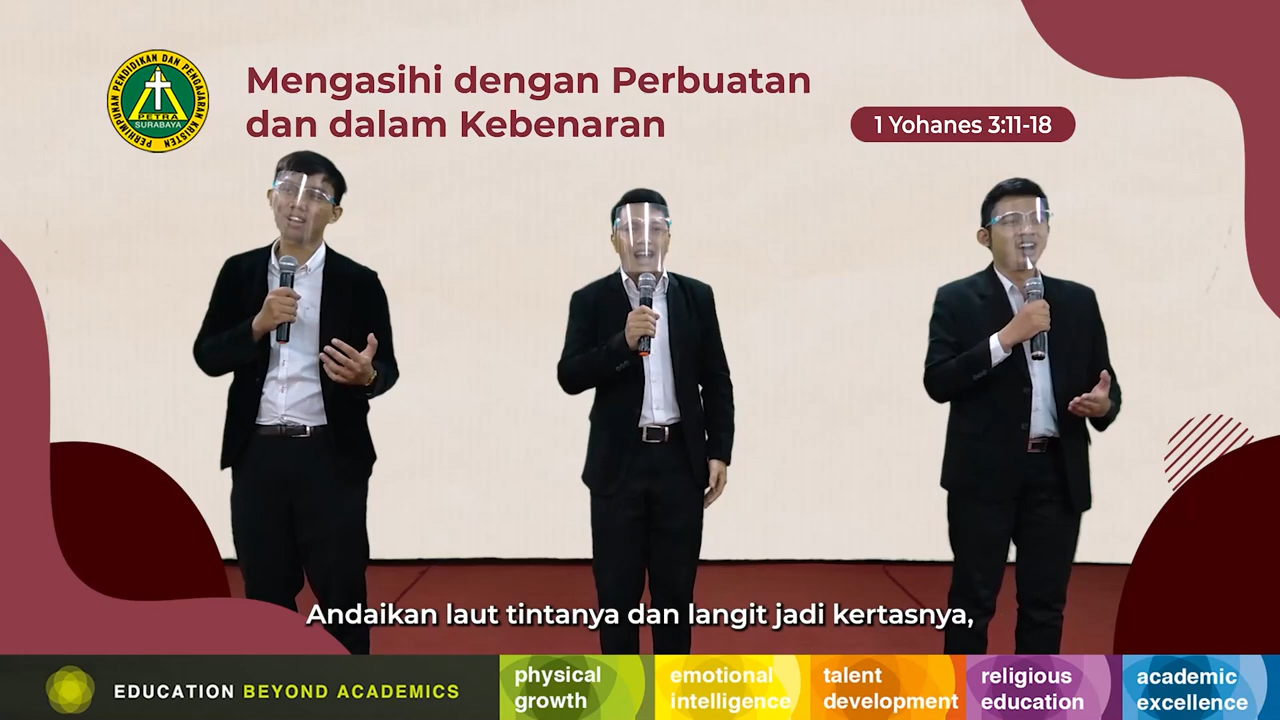 PERHIMPUNAN PENDIDIKAN DAN PENGAJARAN KRISTEN
PETRA
SURABAYA
Mengasihi dengan Perbuatan
dan dalam Kebenaran
1 Yohanes 3:11-18
Andaikan laut tintanya dan langit jadi kertasnya,
EDUCATION BEYOND ACADEMICS
physical
growth
emotional
intelligence
talent
development
religious
education
academic
excellence